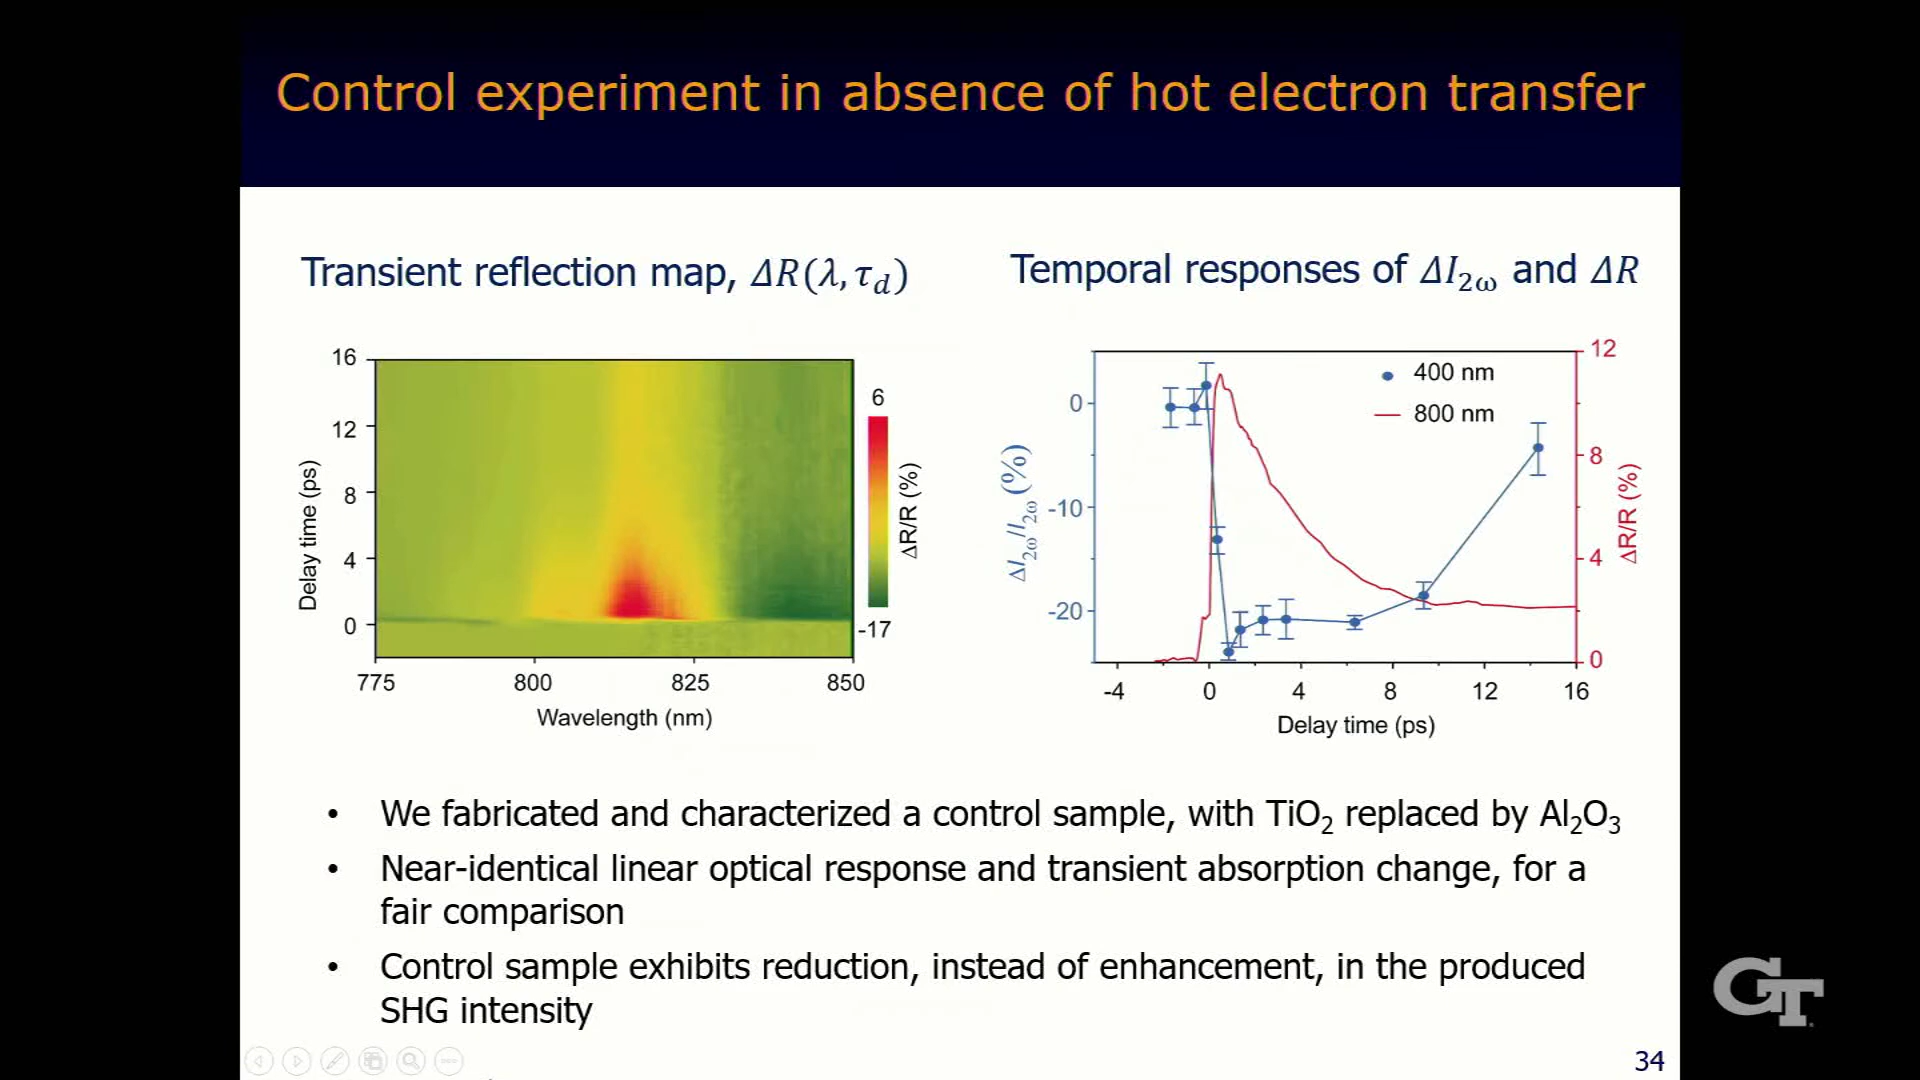 Control experiment in absence of hot electron transfer
Transient reflection map, ΔR(λ, τ_d)
16
12
8
4
0
Delay time (ps)
775
800
825
850
Wavelength (nm)
6
-17
ΔR/R (%)
Temporal responses of ΔI₂ω and ΔR
0
-10
-20
ΔI₂ω/I₂ω (%)
400 nm
800 nm
12
8
4
0
ΔR/R (%)
-4
0
4
8
12
16
Delay time (ps)
• We fabricated and characterized a control sample, with TiO₂ replaced by Al₂O₃
• Near-identical linear optical response and transient absorption change, for a
fair comparison
• Control sample exhibits reduction, instead of enhancement, in the produced
SHG intensity
GT
34